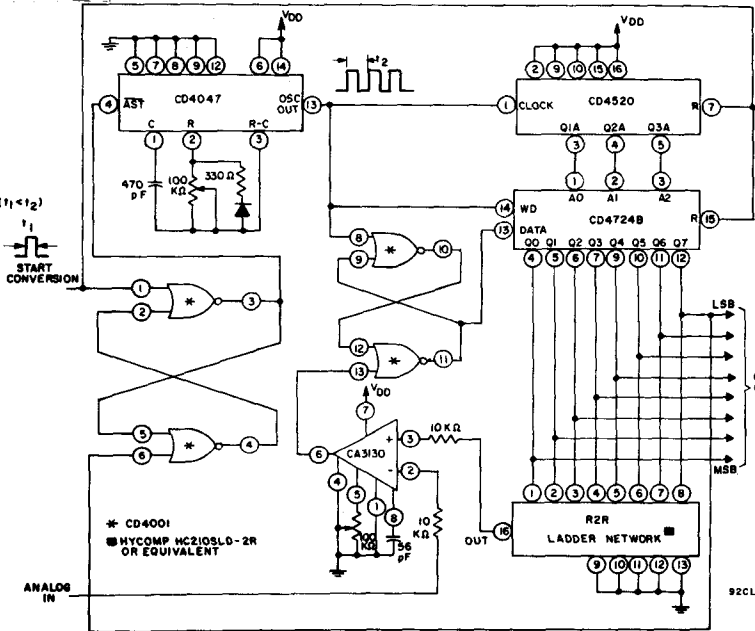 VDD
5 7 8 9 12 6 14
t2
VDD
2 9 10 15 16
4 AST CD4047 OSC OUT 13
1 CLOCK CD4520 R 7
C R R-C
1 2 3
Q1A Q2A Q3A
3 4 5
470 pF 100 KΩ 330 Ω
1 2 3
A0 A1 A2
14 WD CD4724B R 15
13 DATA
Q0 Q1 Q2 Q3 Q4 Q5 Q6 Q7
4 5 6 7 9 10 11 12
(t1<t2)
t1
START CONVERSION
8
9 * 10
1
2 * 3
12
13 * 11
LSB
MSB
VDD
7
5
6 * 4
6 CA3130 + 3 10KΩ
- 2
4 5 1 8
100 KΩ 56 pF
10 KΩ
1 2 3 4 5 6 7 8
OUT 16 R2R LADDER NETWORK
9 10 11 12 13
* CD4001
HYCOMP HC210SLD-2R
OR EQUIVALENT
ANALOG IN
92CL